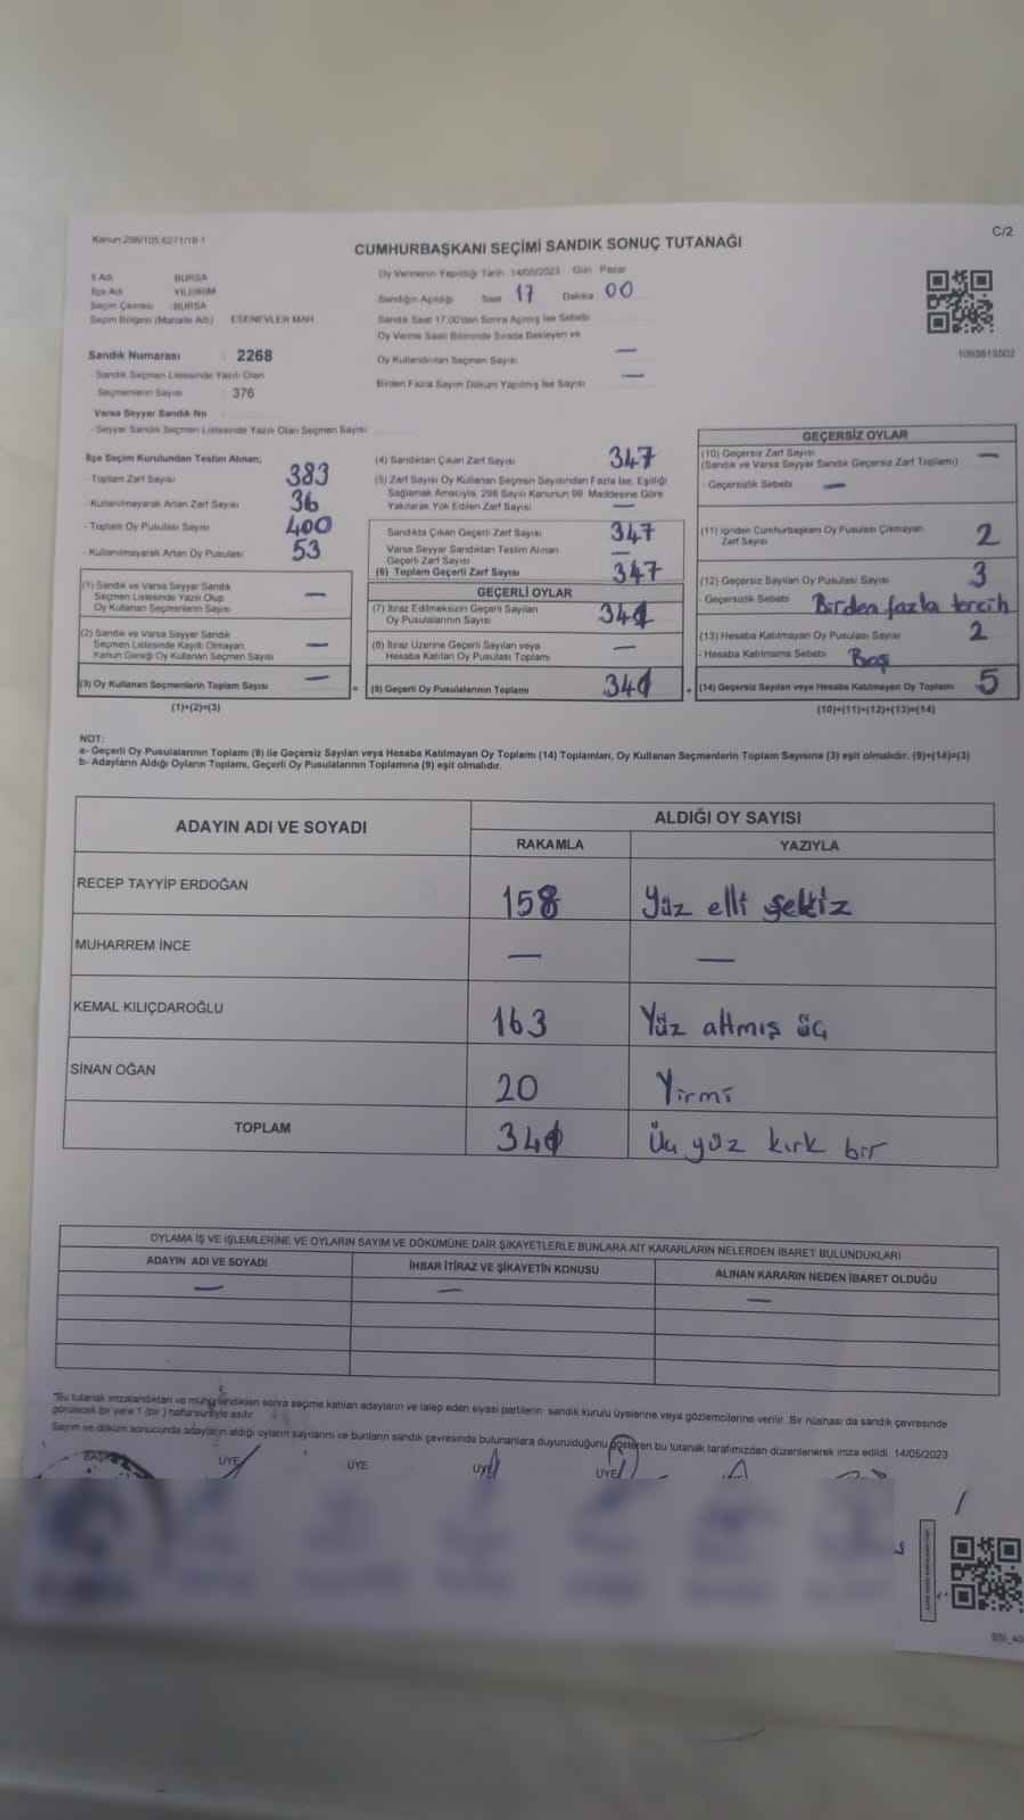 C/2
CUMHURBAŞKANI SEÇİMİ SANDIK SONUÇ TUTANAĞI
İl Adı BURSA
İlçe Adı YILDIRIM
Seçim Çevresi BURSA
Seçim Bölgesi (Mahalle Adı) ESENEVLER MAH
Oy Vermenin Yapıldığı Tarih 14/05/2023 Gün Pazar
Sandığın Açıldığı Saat 17 Dakika 00
Sandık Saat 17.00'den Sonra Açılmış İse Sebebi
Oy Verme Saati Bitiminde Sırada Bekleyen ve
Oy Kullandırılan Seçmen Sayısı —
Birden Fazla Sayım Döküm Yapılmış İse Sayısı —
Sandık Numarası : 2268
- Sandık Seçmen Listesinde Yazılı Olan
Seçmenlerin Sayısı : 376
Varsa Seyyar Sandık No
- Seyyar Sandık Seçmen Listesinde Yazılı Olan Seçmen Sayısı
İlçe Seçim Kurulundan Teslim Alınan;
- Toplam Zarf Sayısı 383
- Kullanılmayarak Artan Zarf Sayısı 36
- Toplam Oy Pusulası Sayısı 400
- Kullanılmayarak Artan Oy Pusulası 53
(1) Sandık ve Varsa Seyyar Sandık
Seçmen Listesinde Yazılı Olup
Oy Kullanan Seçmenlerin Sayısı —
(2) Sandık ve Varsa Seyyar Sandık
Seçmen Listesinde Kayıtlı Olmayan
Kanun Gereği Oy Kullanan Seçmen Sayısı —
(3) Oy Kullanan Seçmenlerin Toplam Sayısı —
(1)+(2)=(3)
(4) Sandıktan Çıkan Zarf Sayısı 347
(5) Zarf Sayısı Oy Kullanan Seçmen Sayısından Fazla İse, Eşitliği
Sağlamak Amacıyla, 298 Sayılı Kanunun 98. Maddesine Göre
Yakılarak Yok Edilen Zarf Sayısı —
Sandıkta Çıkan Geçerli Zarf Sayısı 347
Varsa Seyyar Sandıktan Teslim Alınan
Geçerli Zarf Sayısı —
(6) Toplam Geçerli Zarf Sayısı 347
GEÇERLİ OYLAR
(7) İtiraz Edilmeksizin Geçerli Sayılan
Oy Pusulalarının Sayısı 341
(8) İtiraz Üzerine Geçerli Sayılan veya
Hesaba Katılan Oy Pusulası Toplamı —
= (9) Geçerli Oy Pusulalarının Toplamı 341
GEÇERSİZ OYLAR
(10) Geçersiz Zarf Sayısı —
(Sandık ve Varsa Seyyar Sandık Geçersiz Zarf Toplamı)
- Geçersizlik Sebebi —
(11) İçinden Cumhurbaşkanı Oy Pusulası Çıkmayan
Zarf Sayısı 2
(12) Geçersiz Sayılan Oy Pusulası Sayısı 3
- Geçersizlik Sebebi Birden fazla tercih
(13) Hesaba Katılmayan Oy Pusulası Sayısı 2
- Hesaba Katılmama Sebebi Boş
+ (14) Geçersiz Sayılan veya Hesaba Katılmayan Oy Toplamı 5
(10)+(11)+(12)+(13)=(14)
NOT:
a- Geçerli Oy Pusulalarının Toplamı (9) ile Geçersiz Sayılan veya Hesaba Katılmayan Oy Toplamı (14) Toplamları, Oy Kullanan Seçmenlerin Toplam Sayısına (3) eşit olmalıdır. (9)+(14)=(3)
b- Adayların Aldığı Oyların Toplamı, Geçerli Oy Pusulalarının Toplamına (9) eşit olmalıdır.
ADAYIN ADI VE SOYADI
ALDIĞI OY SAYISI
RAKAMLA YAZIYLA
RECEP TAYYİP ERDOĞAN 158 Yüz elli sekiz
MUHARREM İNCE — —
KEMAL KILIÇDAROĞLU 163 Yüz altmış üç
SİNAN OĞAN 20 Yirmi
TOPLAM 341 Üç yüz kırk bir
OYLAMA İŞ VE İŞLEMLERİNE VE OYLARIN SAYIM VE DÖKÜMÜNE DAİR ŞİKAYETLERLE BUNLARA AİT KARARLARIN NELERDEN İBARET BULUNDUKLARI
ADAYIN ADI VE SOYADI İHBAR İTİRAZ VE ŞİKAYETİN KONUSU ALINAN KARARIN NEDEN İBARET OLDUĞU
— — —
"Bu tutanak imzalandıktan ve mühürlendikten sonra seçime katılan adayların ve talep eden siyasi partilerin sandık kurulu üyelerine veya gözlemcilerine verilir. Bir nüshası da sandık çevresinde
görülecek bir yere 1 (bir) hafta süreyle asılır.
Sayım ve döküm sonucunda adayların aldığı oyların sayılarını ve bunların sandık çevresinde bulunanlara duyurulduğunu gösteren bu tutanak tarafımızdan düzenlenerek imza edildi. 14/05/2023
ÜYE ÜYE ÜYE ÜYE